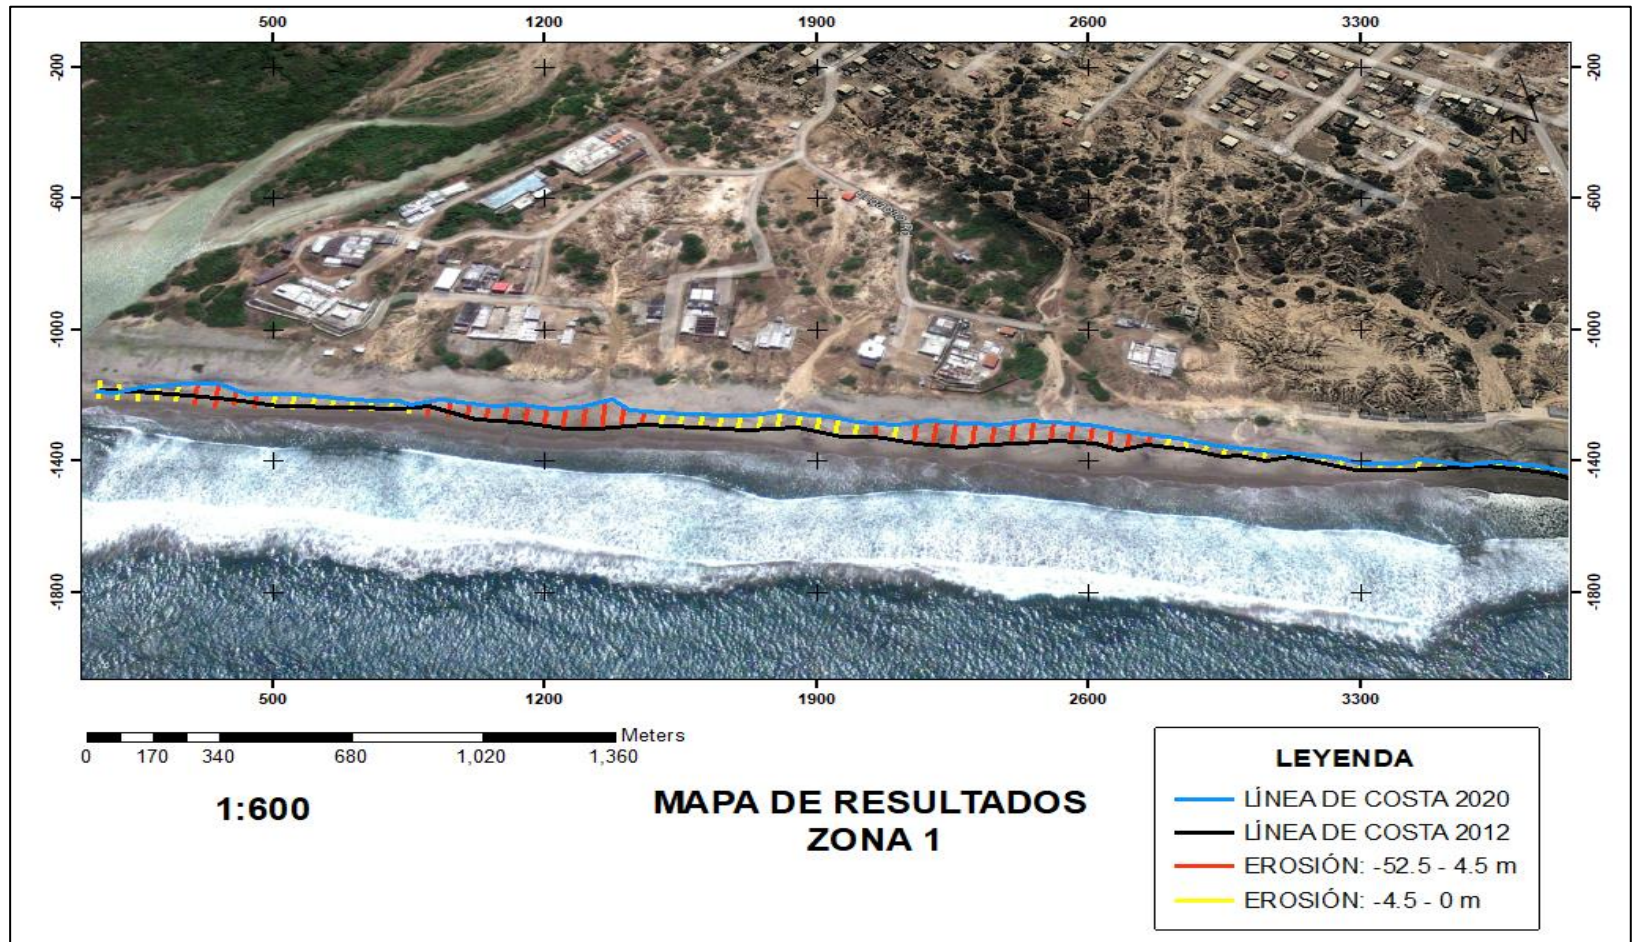 500 1200 1900 2600 3300
-200 -200
N
-600 -600
-1000 -1000
-1400 -1400
-1800 -1800
500 1200 1900 2600 3300
Meters
0 170 340 680 1,020 1,360
1:600
MAPA DE RESULTADOS
ZONA 1
LEYENDA
LÍNEA DE COSTA 2020
LÍNEA DE COSTA 2012
EROSIÓN: -52.5 - 4.5 m
EROSIÓN: -4.5 - 0 m